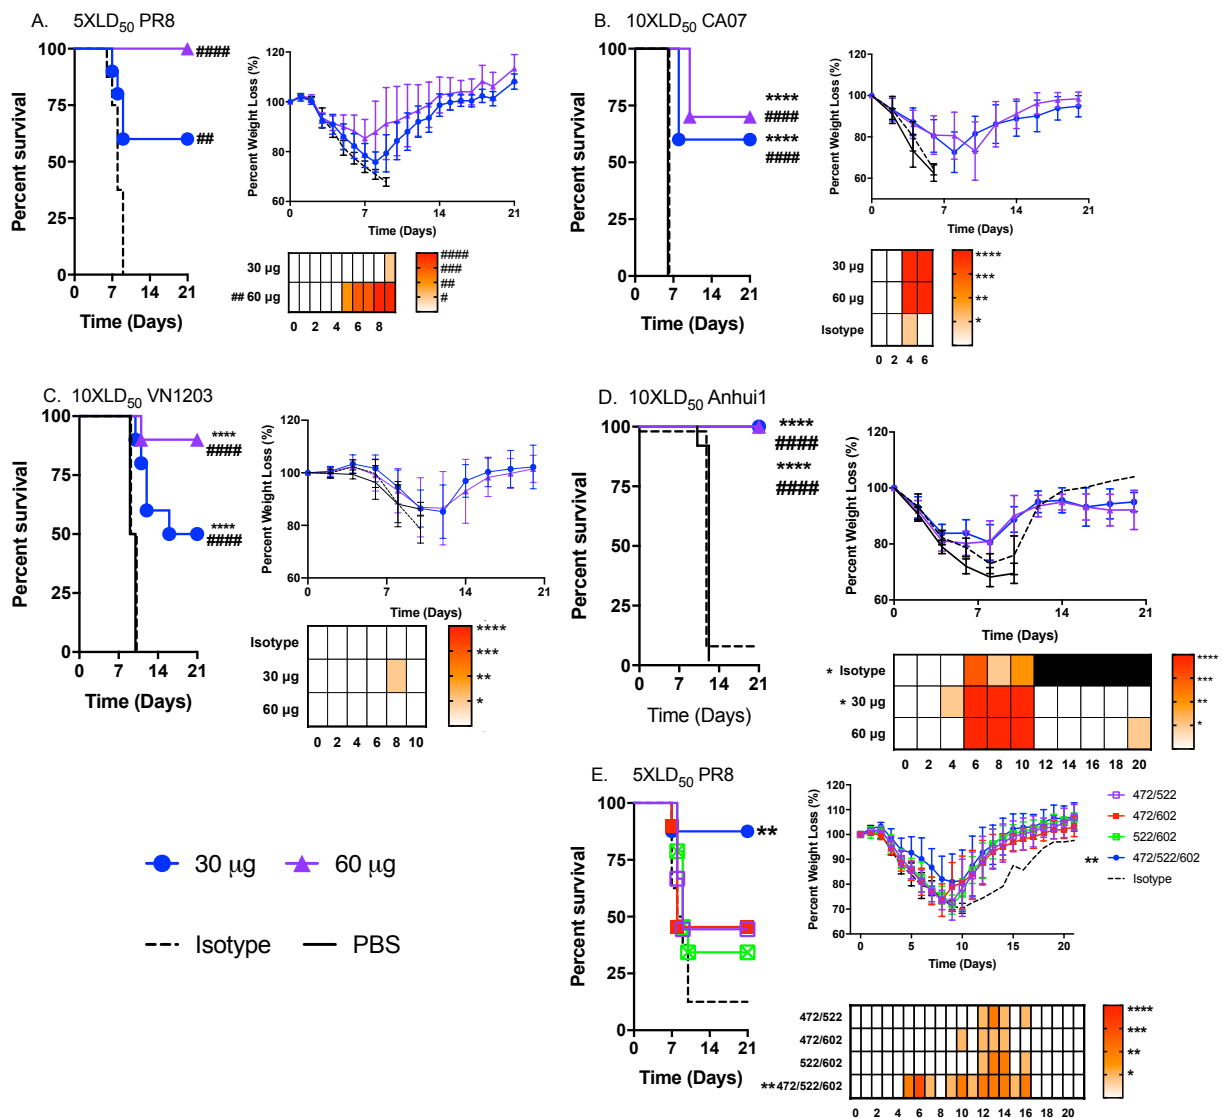 A. 5XLD50 PR8
Percent survival
100
75
50
25
0
0 7 14 21
Time (Days)
####
##
Percent Weight Loss (%)
120
100
80
60
0 7 14 21
Time (Days)
30 µg
## 60 µg
0 2 4 6 8
####
###
##
#
B. 10XLD50 CA07
Percent survival
100
75
50
25
0
0 7 14 21
Time (Days)
****
####
****
####
Percent Weight Loss (%)
120
100
80
60
0 7 14 21
Time (Days)
30 µg
60 µg
Isotype
0 2 4 6
****
***
**
*
C. 10XLD50 VN1203
Percent survival
100
75
50
25
0
0 7 14 21
Time (Days)
****
####
****
####
Percent Weight Loss (%)
120
100
80
60
0 7 14 21
Time (Days)
Isotype
30 µg
60 µg
0 2 4 6 8 10
****
***
**
*
D. 10XLD50 Anhui1
Percent survival
100
75
50
25
0
0 7 14 21
Time (Days)
****
####
****
####
Percent Weight Loss (%)
120
100
80
60
0 7 14 21
Time (Days)
* Isotype
* 30 µg
60 µg
0 2 4 6 8 10 12 14 16 18 20
****
***
**
*
30 µg 60 µg
Isotype PBS
E. 5XLD50 PR8
Percent survival
100
75
50
25
0
0 7 14 21
Time (Days)
**
Percent Weight Loss (%)
120
110
100
90
80
70
60
0 5 10 15 20
Time (Days)
472/522
472/602
522/602
** 472/522/602
Isotype
472/522
472/602
522/602
**472/522/602
0 2 4 6 8 10 12 14 16 18 20
****
***
**
*